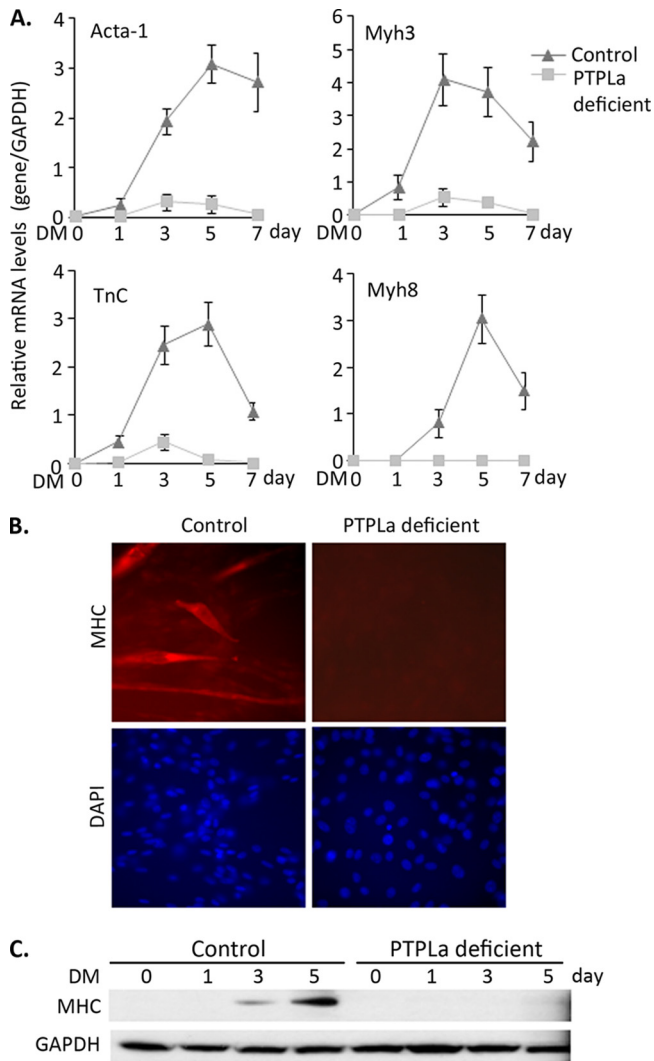 A.
Relative mRNA levels (gene/GAPDH)
Acta-1
4
3
2
1
0
DM 0 1 3 5 7 day
Myh3
6
5
4
3
2
1
0
DM 0 1 3 5 7 day
Control
PTPLa
deficient
TnC
4
3
2
1
0
DM 0 1 3 5 7 day
Myh8
4
3
2
1
0
DM 0 1 3 5 7 day
B.
Control PTPLa deficient
MHC
DAPI
C.
Control PTPLa deficient
DM 0 1 3 5 0 1 3 5 day
MHC
GAPDH